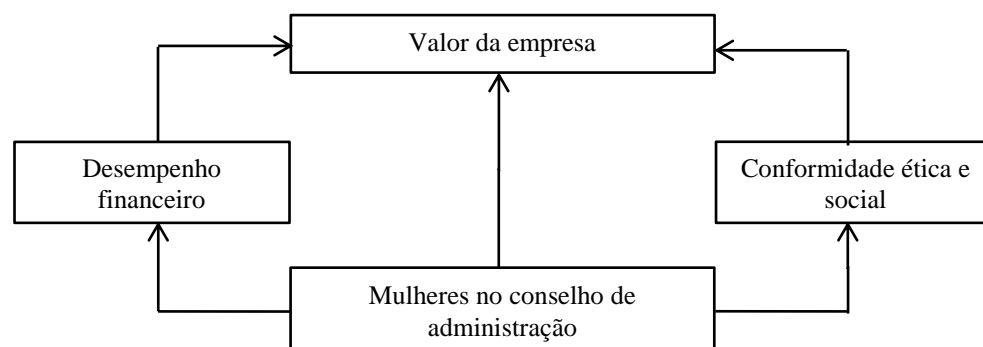 Valor da empresa
Desempenho
financeiro
Conformidade ética e
social
Mulheres no conselho de
administração